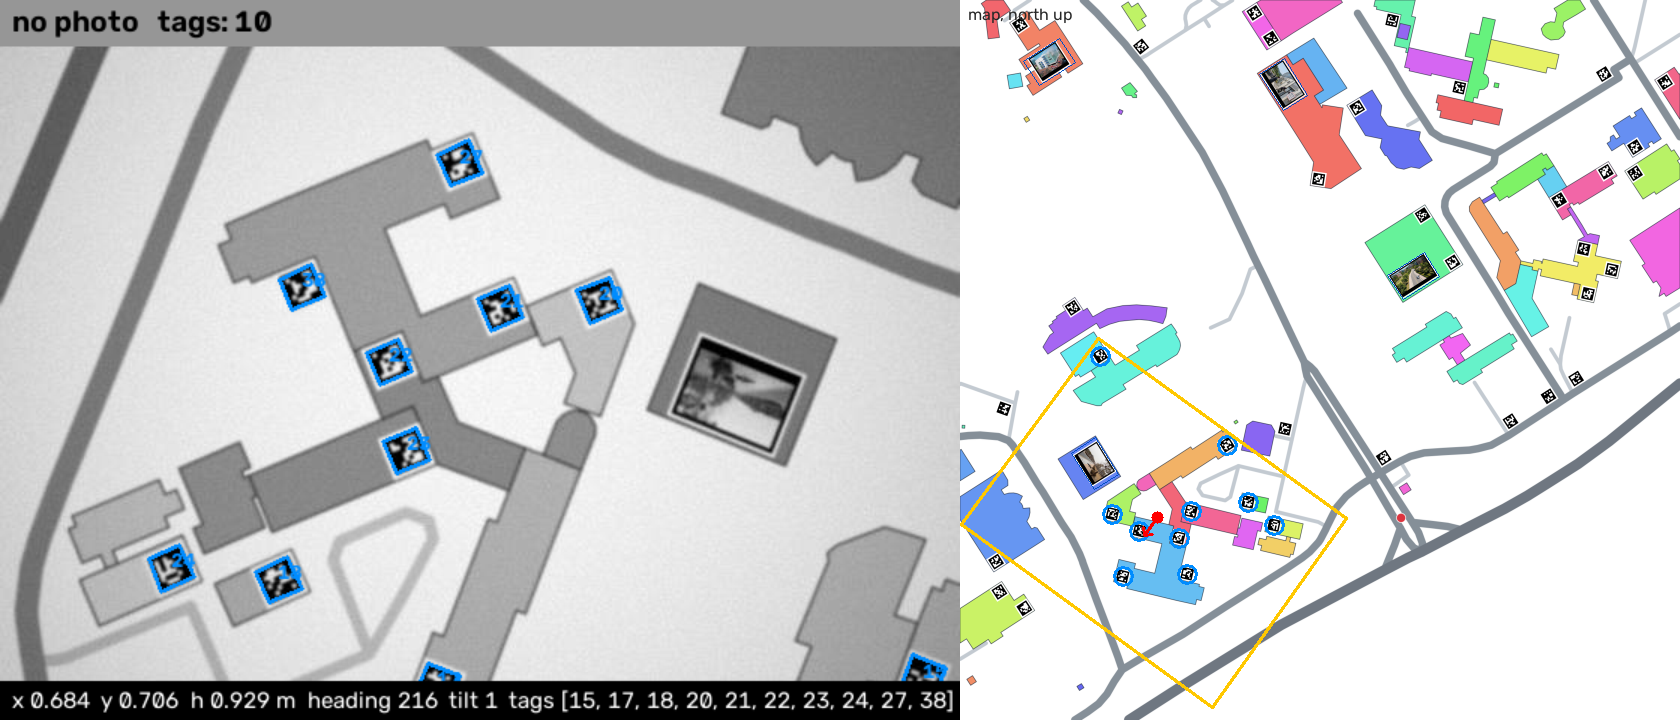 no photo tags: 10
map, north up
x 0.684 y 0.706 h 0.929 m heading 216 tilt 1 tags [15, 17, 18, 20, 21, 22, 23, 24, 27, 38]